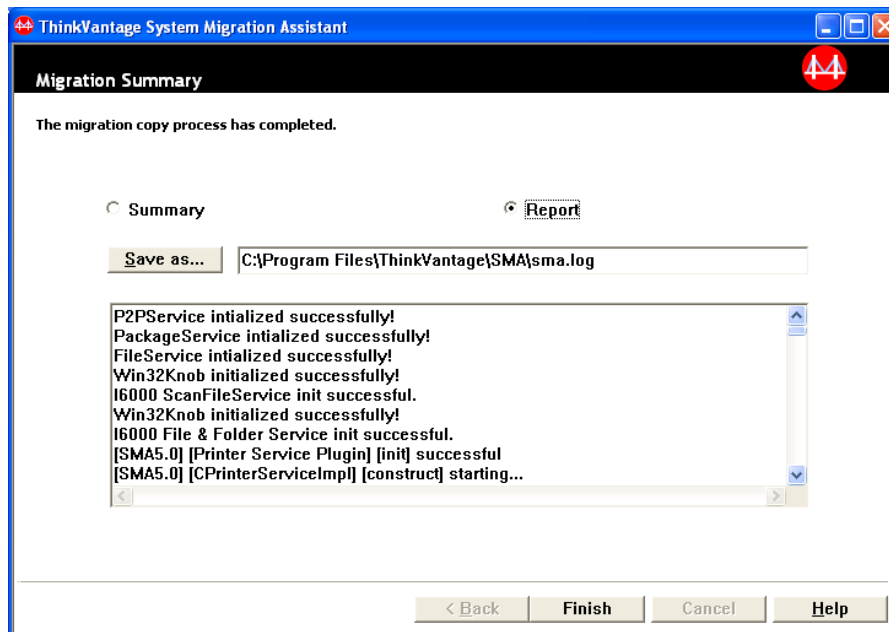 ThinkVantage System Migration Assistant
Migration Summary
The migration copy process has completed.
Summary
Report
Save as...
C:\Program Files\ThinkVantage\SMA\sma.log
P2PService intialized successfully!
PackageService intialized successfully!
FileService intialized successfully!
Win32Knob initialized successfully!
I6000 ScanFileService init successful.
Win32Knob initialized successfully!
I6000 File & Folder Service init successful.
[SMA5.0] [Printer Service Plugin] [init] successful
[SMA5.0] [CPrinterServiceImpl] [construct] starting...
< Back
Finish
Cancel
Help